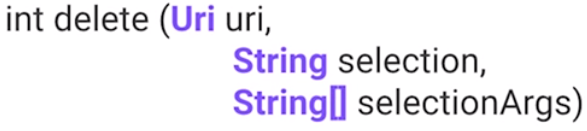 int delete (Uri uri,
String selection,
String[] selectionArgs)